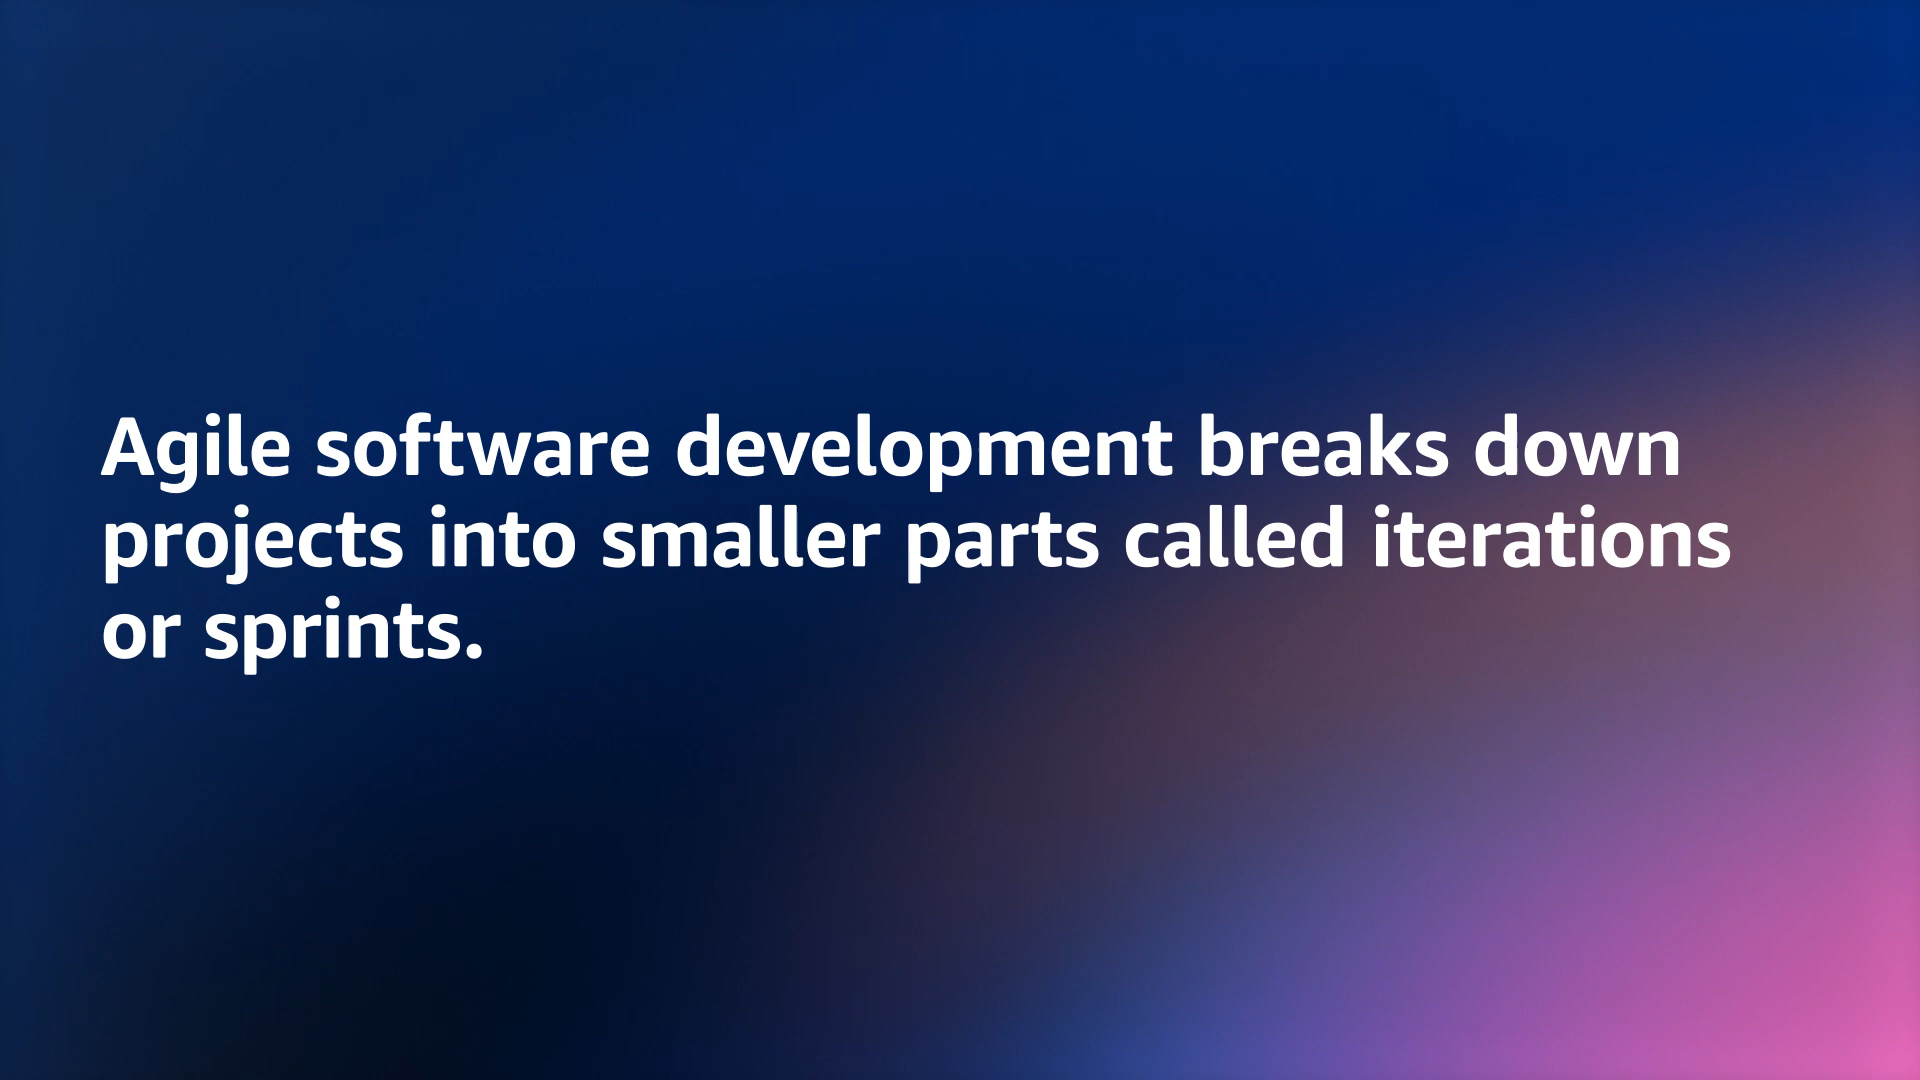 Agile software development breaks down
projects into smaller parts called iterations
or sprints.